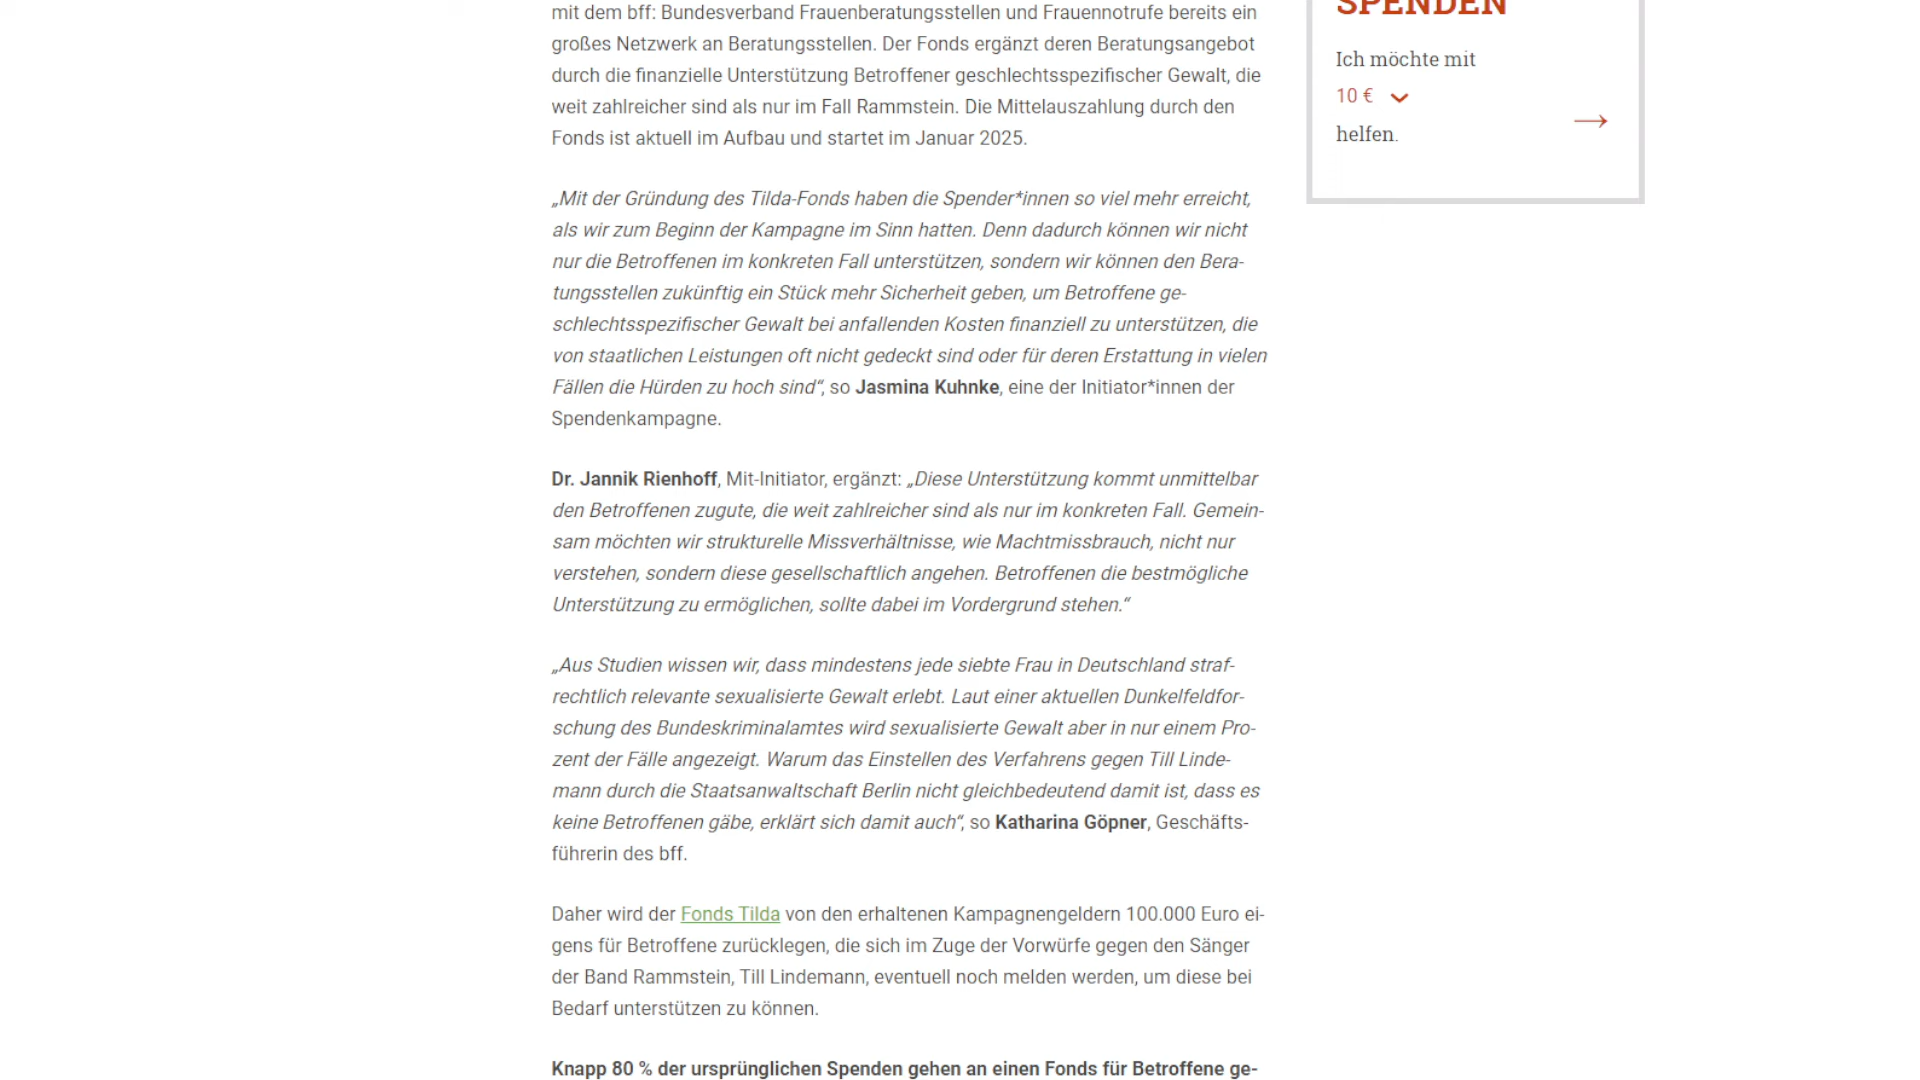 mit dem bff: Bundesverband Frauenberatungsstellen und Frauennotrufe bereits ein
großes Netzwerk an Beratungsstellen. Der Fonds ergänzt deren Beratungsangebot
durch die finanzielle Unterstützung Betroffener geschlechtsspezifischer Gewalt, die
weit zahlreicher sind als nur im Fall Rammstein. Die Mittelauszahlung durch den
Fonds ist aktuell im Aufbau und startet im Januar 2025.
„Mit der Gründung des Tilda-Fonds haben die Spender*innen so viel mehr erreicht,
als wir zum Beginn der Kampagne im Sinn hatten. Denn dadurch können wir nicht
nur die Betroffenen im konkreten Fall unterstützen, sondern wir können den Bera-
tungsstellen zukünftig ein Stück mehr Sicherheit geben, um Betroffene ge-
schlechtsspezifischer Gewalt bei anfallenden Kosten finanziell zu unterstützen, die
von staatlichen Leistungen oft nicht gedeckt sind oder für deren Erstattung in vielen
Fällen die Hürden zu hoch sind“, so Jasmina Kuhnke, eine der Initiator*innen der
Spendenkampagne.
Dr. Jannik Rienhoff, Mit-Initiator, ergänzt: „Diese Unterstützung kommt unmittelbar
den Betroffenen zugute, die weit zahlreicher sind als nur im konkreten Fall. Gemein-
sam möchten wir strukturelle Missverhältnisse, wie Machtmissbrauch, nicht nur
verstehen, sondern diese gesellschaftlich angehen. Betroffenen die bestmögliche
Unterstützung zu ermöglichen, sollte dabei im Vordergrund stehen.“
„Aus Studien wissen wir, dass mindestens jede siebte Frau in Deutschland straf-
rechtlich relevante sexualisierte Gewalt erlebt. Laut einer aktuellen Dunkelfeldfor-
schung des Bundeskriminalamtes wird sexualisierte Gewalt aber in nur einem Pro-
zent der Fälle angezeigt. Warum das Einstellen des Verfahrens gegen Till Linde-
mann durch die Staatsanwaltschaft Berlin nicht gleichbedeutend damit ist, dass es
keine Betroffenen gäbe, erklärt sich damit auch“, so Katharina Göpner, Geschäfts-
führerin des bff.
Daher wird der Fonds Tilda von den erhaltenen Kampagnengeldern 100.000 Euro ei-
gens für Betroffene zurücklegen, die sich im Zuge der Vorwürfe gegen den Sänger
der Band Rammstein, Till Lindemann, eventuell noch melden werden, um diese bei
Bedarf unterstützen zu können.
Knapp 80 % der ursprünglichen Spenden gehen an einen Fonds für Betroffene ge-
SPENDEN
Ich möchte mit
10 €
helfen.